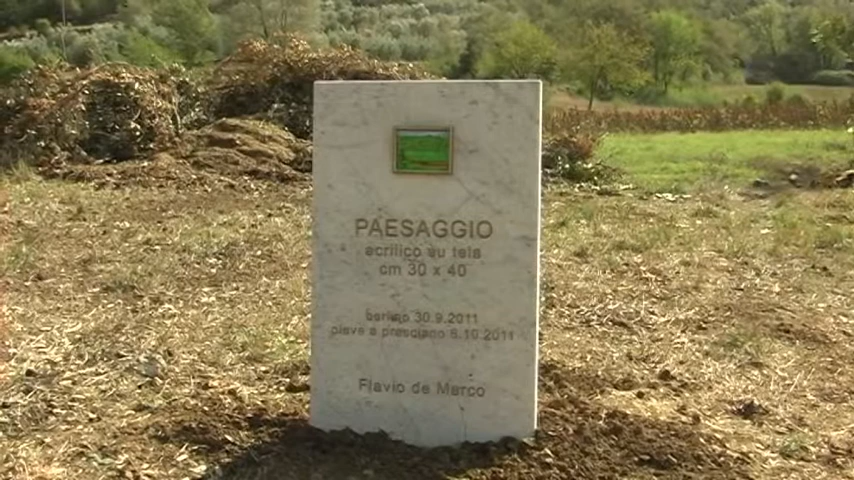 PAESAGGIO
acrilico su tela
cm 30 x 40
berlino 30.9.2011
pieve a presciano 6.10.2011
Flavio de Marco